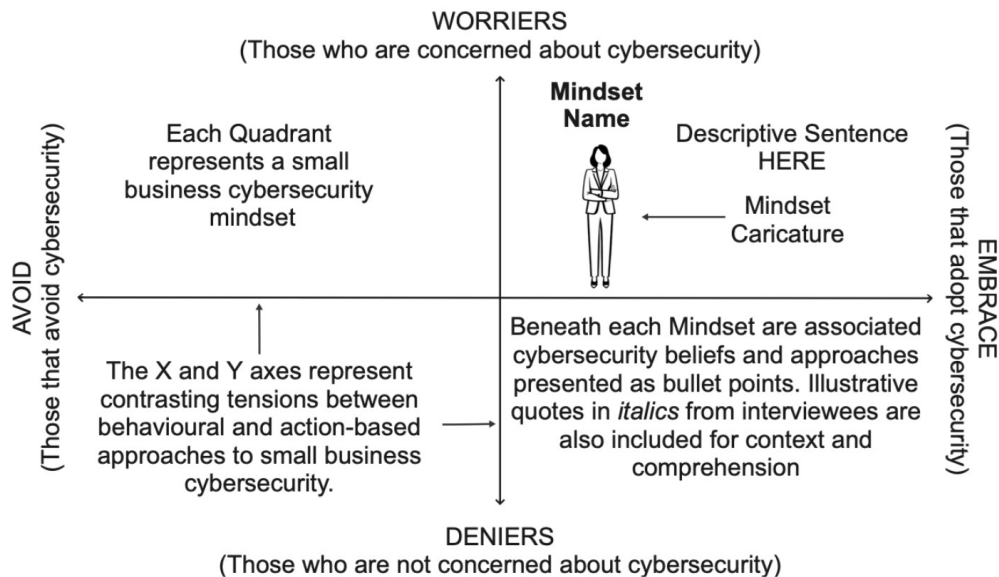 WORRIERS
(Those who are concerned about cybersecurity)
Each Quadrant
represents a small
business cybersecurity
mindset
Mindset
Name
Descriptive Sentence
HERE
Mindset
Caricature
AVOID
(Those that avoid cybersecurity)
EMBRACE
(Those that adopt cybersecurity)
The X and Y axes represent
contrasting tensions between
behavioural and action-based
approaches to small business
cybersecurity.
Beneath each Mindset are associated
cybersecurity beliefs and approaches
presented as bullet points. Illustrative
quotes in italics from interviewees are
also included for context and
comprehension
DENIERS
(Those who are not concerned about cybersecurity)